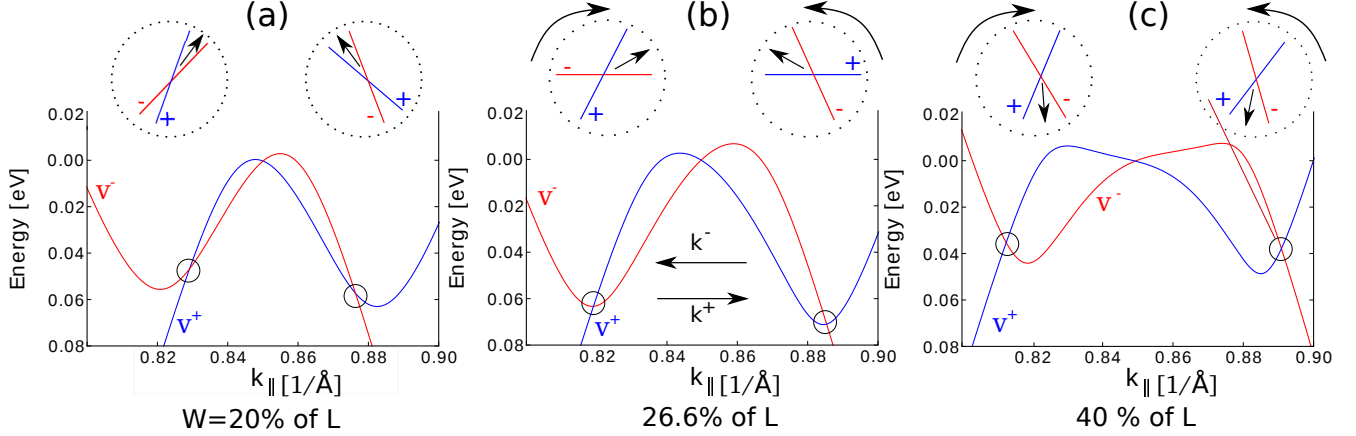 (a)
(b)
(c)
- + - +
- + - +
+ - + -
Energy [eV]
0.02
0.00
0.02
0.04
0.06
0.08
v-
v+
0.82 0.84 0.86 0.88 0.90
k∥[1/Å]
W=20% of L
Energy [eV]
0.02
0.00
0.02
0.04
0.06
0.08
v-
v+
k-
k+
0.82 0.84 0.86 0.88 0.90
k∥[1/Å]
26.6% of L
Energy [eV]
0.02
0.00
0.02
0.04
0.06
0.08
v-
v+
0.82 0.84 0.86 0.88 0.90
k∥[1/Å]
40 % of L